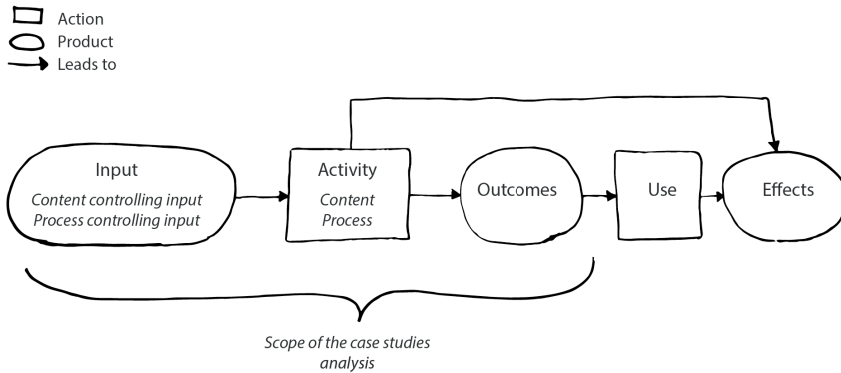 Action
Product
Leads to
Input
Content controlling input
Process controlling input
Activity
Content
Process
Outcomes
Use
Effects
Scope of the case studies
analysis